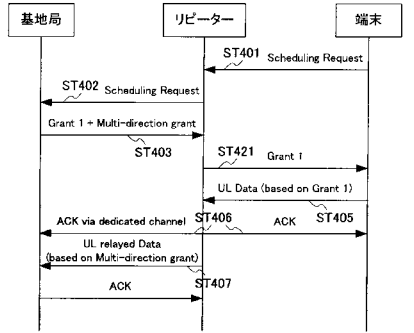 基地局
リピーター
端末
ST401
Scheduling Request
ST402
Scheduling Request
Grant 1 + Multi-direction grant
ST403
ST421
Grant 1
UL Data (based on Grant 1)
ST405
ACK via dedicated channel
ST406
ACK
UL relayed Data
(based on Multi-direction grant)
ST407
ACK